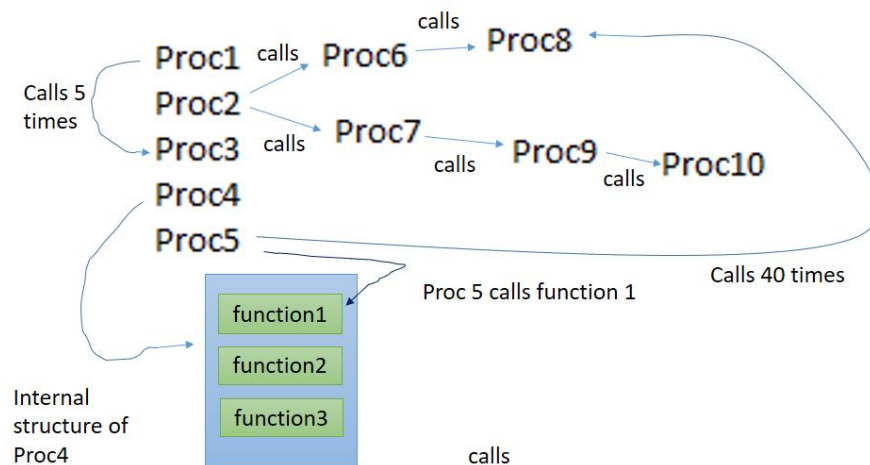 calls
Proc8
Proc1
calls
Proc6
Calls 5
times
Proc2
Proc7
calls
Proc3
calls
Proc9
calls
Proc10
Proc4
Proc5
Calls 40 times
Proc 5 calls function 1
function1
function2
function3
Internal
structure of
Proc4
calls